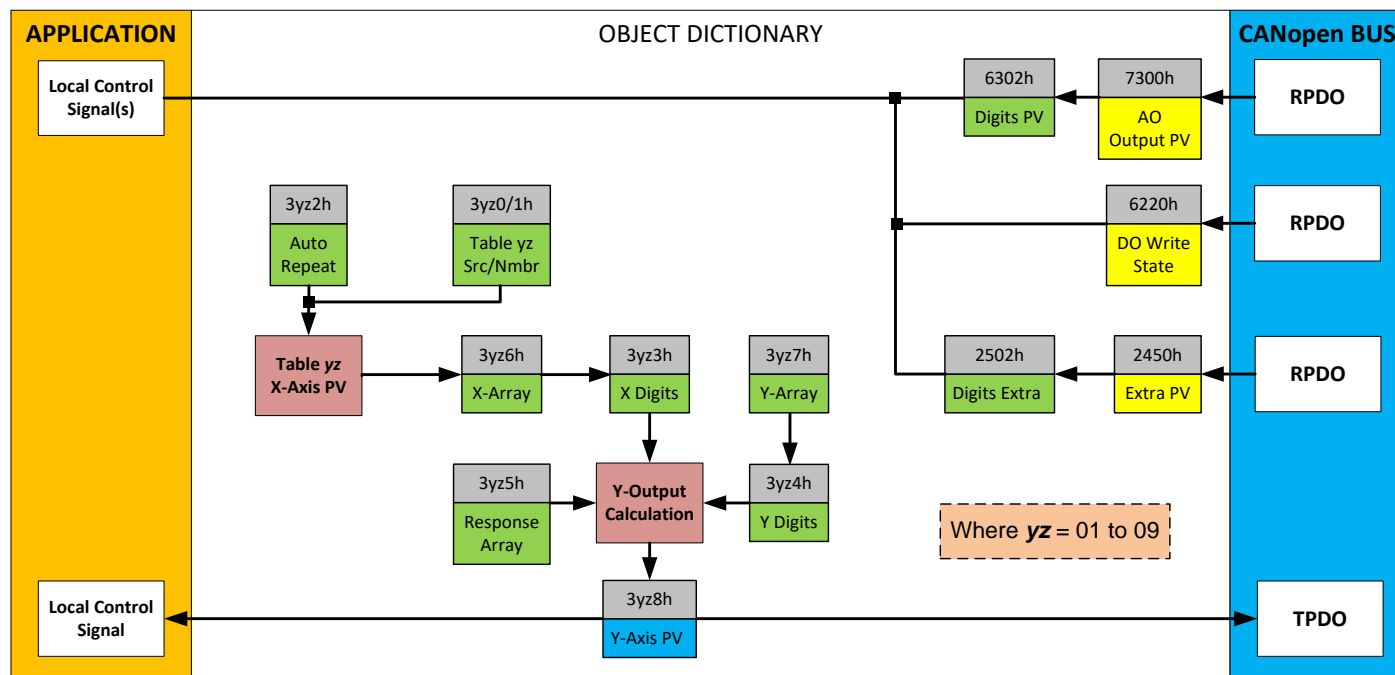 APPLICATION
OBJECT DICTIONARY
CANopen BUS
Local Control
Signal(s)
6302h
Digits PV
7300h
AO
Output PV
RPDO
3yz2h
Auto
Repeat
3yz0/1h
Table yz
Src/Nmbr
6220h
DO Write
State
RPDO
Table yz
X-Axis PV
3yz6h
X-Array
3yz3h
X Digits
3yz7h
Y-Array
2502h
Digits Extra
2450h
Extra PV
RPDO
3yz5h
Response
Array
Y-Output
Calculation
3yz4h
Y Digits
Where yz = 01 to 09
Local Control
Signal
3yz8h
Y-Axis PV
TPDO